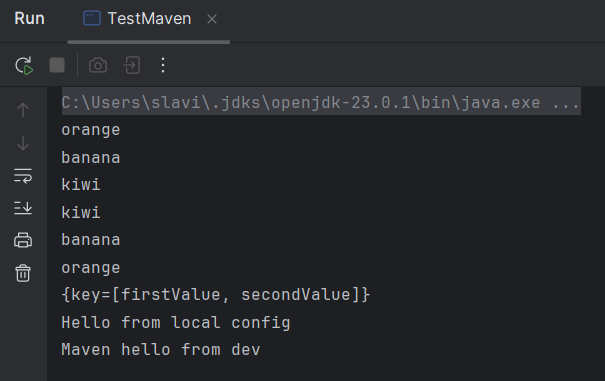 Run TestMaven
C:\Users\slavi\.jdks\openjdk-23.0.1\bin\java.exe ...
orange
banana
kiwi
kiwi
banana
orange
{key=[firstValue, secondValue]}
Hello from local config
Maven hello from dev